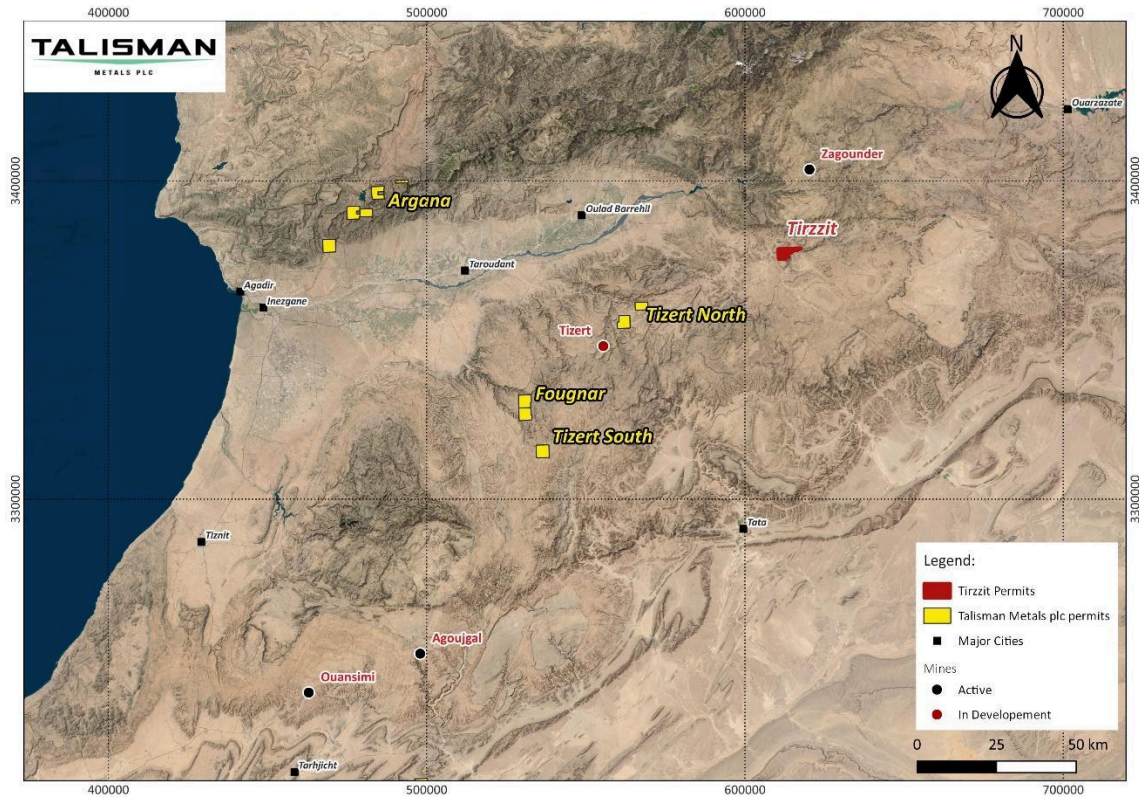 400000
500000
600000
700000
TALISMAN
METALS PLC
N
Ouarzazate
Zagounder
3400000
3400000
Argana
Oulad Barrehil
Tirzzit
Taroudant
Agadir
Inezgane
Tizert North
Tizert
Fougnar
Tizert South
3300000
3300000
Tata
Tiznit
Legend:
Tirzzit Permits
Talisman Metals plc permits
Major Cities
Mines
Active
In Developement
Agoujgal
Ouansimi
Tarhjicht
0 25 50 km
400000
500000
600000
700000